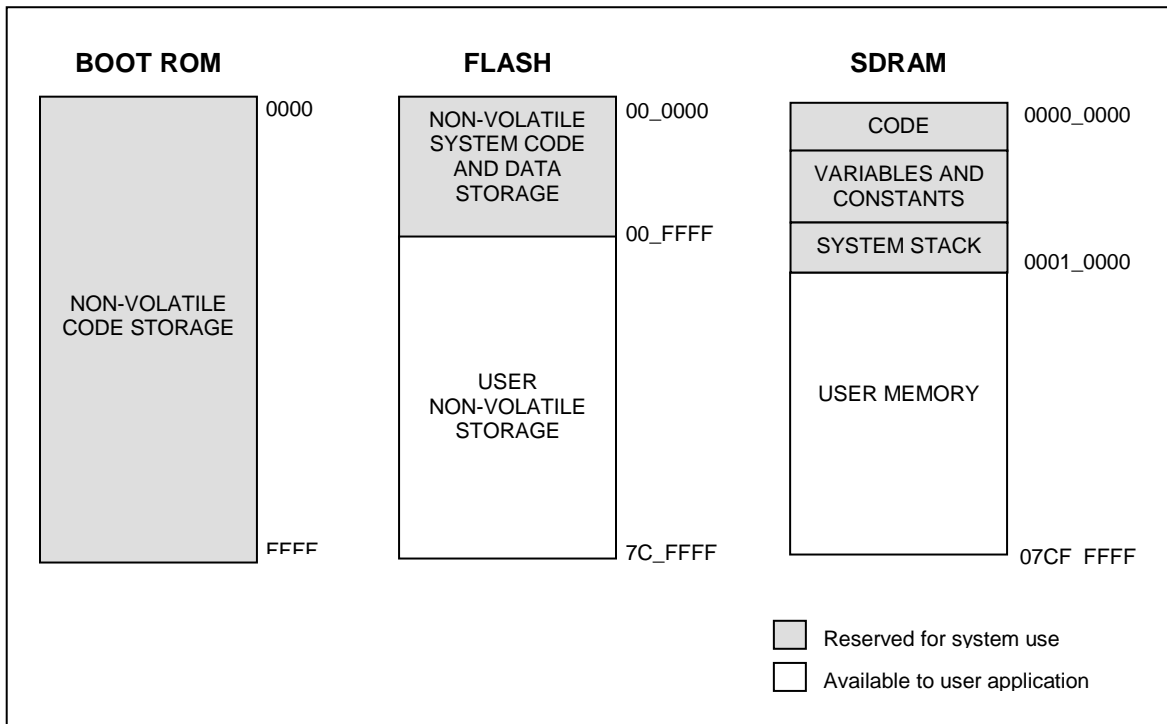 BOOT ROM
0000
NON-VOLATILE
CODE STORAGE
FFFF
FLASH
00_0000
NON-VOLATILE
SYSTEM CODE
AND DATA
STORAGE
00_FFFF
USER
NON-VOLATILE
STORAGE
7C_FFFF
SDRAM
0000_0000
CODE
VARIABLES AND
CONSTANTS
SYSTEM STACK
0001_0000
USER MEMORY
07CF_FFFF
Reserved for system use
Available to user application